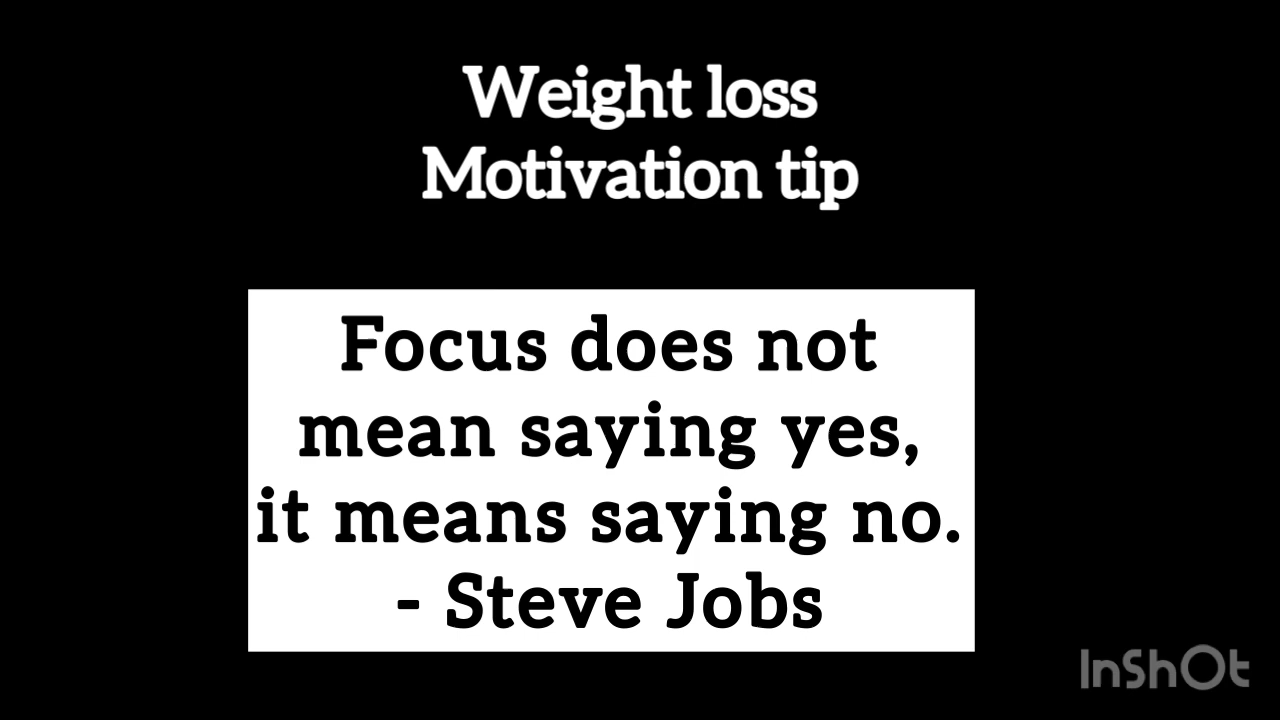 Weight loss
Motivation tip
Focus does not
mean saying yes,
it means saying no.
- Steve Jobs
InShOt